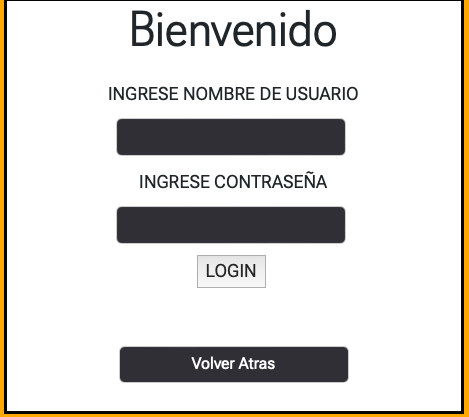 Bienvenido
INGRESE NOMBRE DE USUARIO
INGRESE CONTRASEÑA
LOGIN
Volver Atras